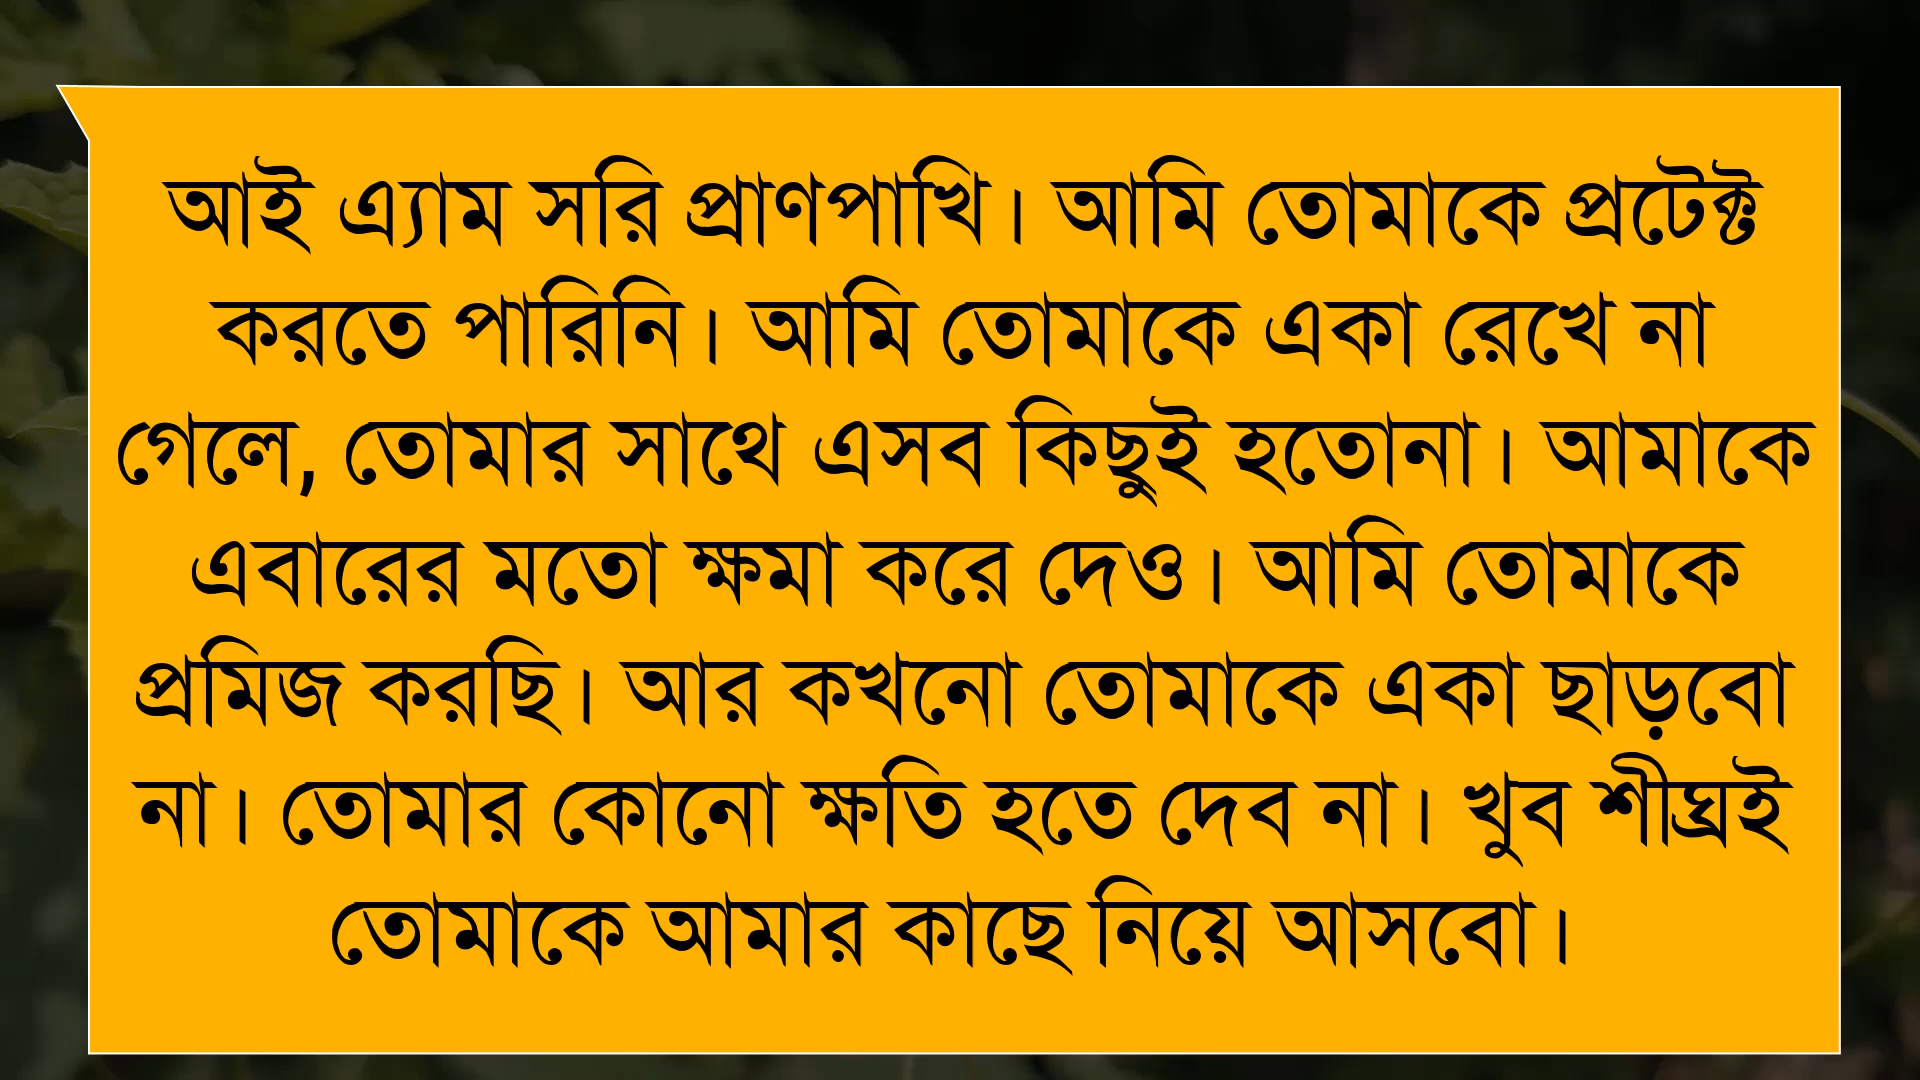 আই এ্যাম সরি প্রাণপাখি। আমি তোমাকে প্রটেক্ট
করতে পারিনি। আমি তোমাকে একা রেখে না
গেলে, তোমার সাথে এসব কিছুই হতোনা। আমাকে
এবারের মতো ক্ষমা করে দেও। আমি তোমাকে
প্রমিজ করছি। আর কখনো তোমাকে একা ছাড়বো
না। তোমার কোনো ক্ষতি হতে দেব না। খুব শীঘ্রই
তোমাকে আমার কাছে নিয়ে আসবো।